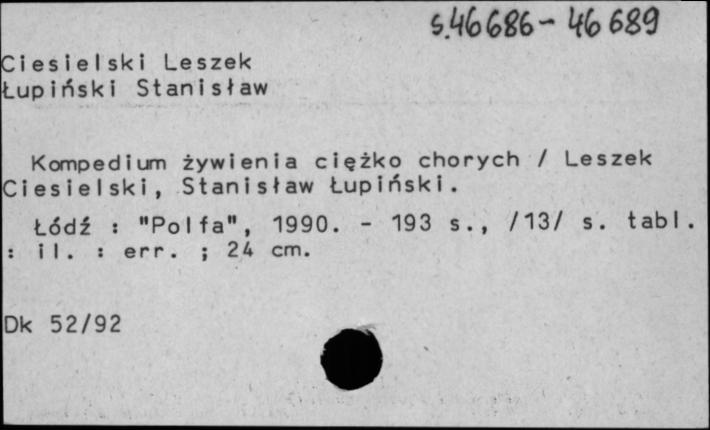 s.46686-46689
Ciesielski Leszek
Łupiński Stanisław
Kompedium żywienia ciężko chorych / Leszek
Ciesielski, Stanisław Łupiński.
Łódź : "Polfa", 1990. - 193 s., /13/ s. tabl.
: il. : err. ; 24 cm.
Dk 52/92